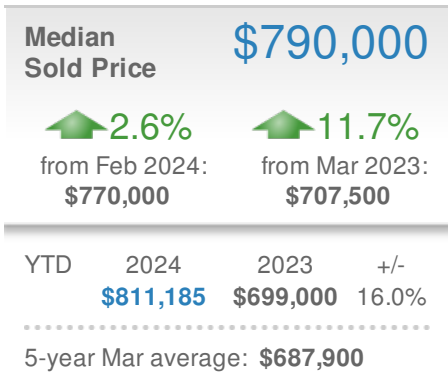 Median
Sold Price
$790,000
2.6%
from Feb 2024:
$770,000
11.7%
from Mar 2023:
$707,500
YTD 2024 2023 +/-
$811,185 $699,000 16.0%
5-year Mar average: $687,900